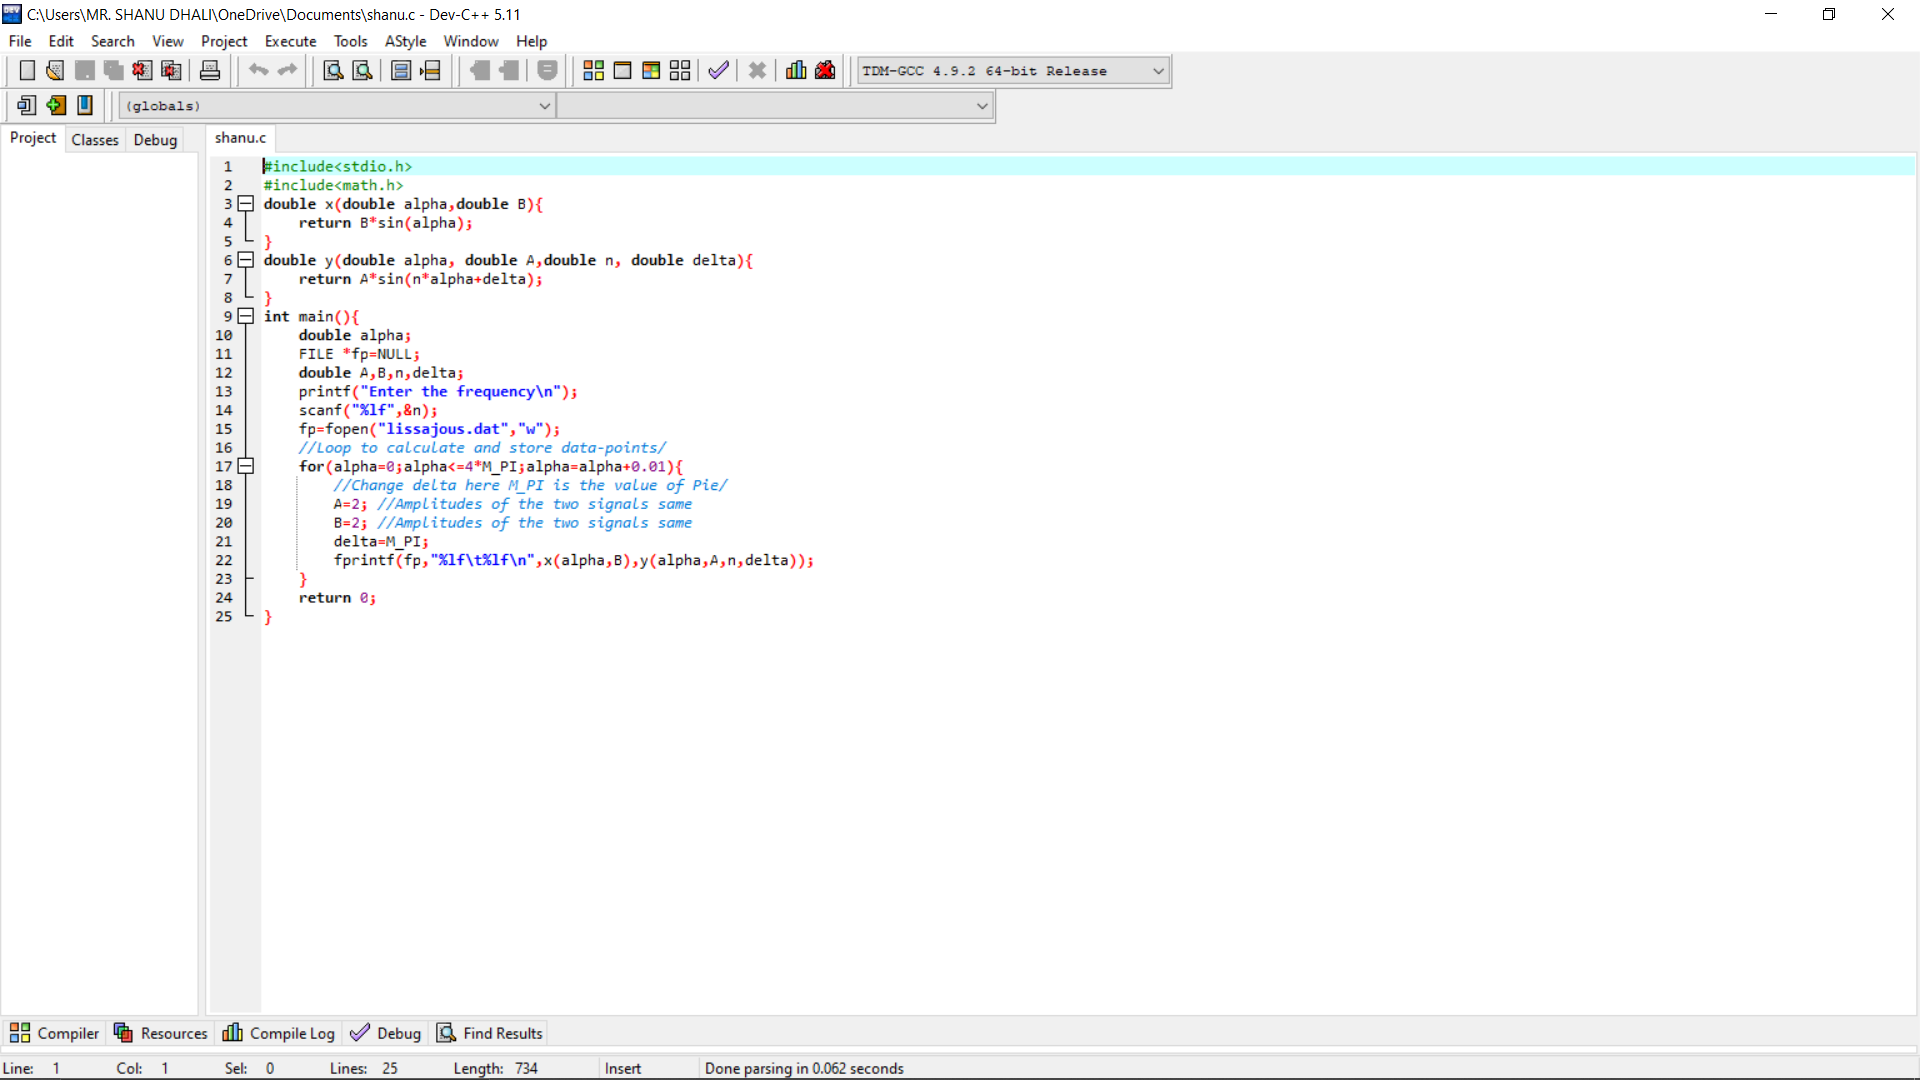 C:\Users\MR. SHANU DHALI\OneDrive\Documents\shanu.c - Dev-C++ 5.11
File Edit Search View Project Execute Tools AStyle Window Help
TDM-GCC 4.9.2 64-bit Release
(globals)
Project Classes Debug shanu.c
1 #include<stdio.h>
2 #include<math.h>
3 double x(double alpha,double B){
4     return B*sin(alpha);
5 }
6 double y(double alpha, double A,double n, double delta){
7     return A*sin(n*alpha+delta);
8 }
9 int main(){
10     double alpha;
11     FILE *fp=NULL;
12     double A,B,n,delta;
13     printf("Enter the frequency\n");
14     scanf("%lf",&n);
15     fp=fopen("lissajous.dat","w");
16     //Loop to calculate and store data-points/
17     for(alpha=0;alpha<=4*M_PI;alpha=alpha+0.01){
18         //Change delta here M_PI is the value of Pie/
19         A=2; //Amplitudes of the two signals same
20         B=2; //Amplitudes of the two signals same
21         delta=M_PI;
22         fprintf(fp,"%lf\t%lf\n",x(alpha,B),y(alpha,A,n,delta));
23     }
24     return 0;
25 }
Compiler Resources Compile Log Debug Find Results
Line: 1 Col: 1 Sel: 0 Lines: 25 Length: 734 Insert Done parsing in 0.062 seconds